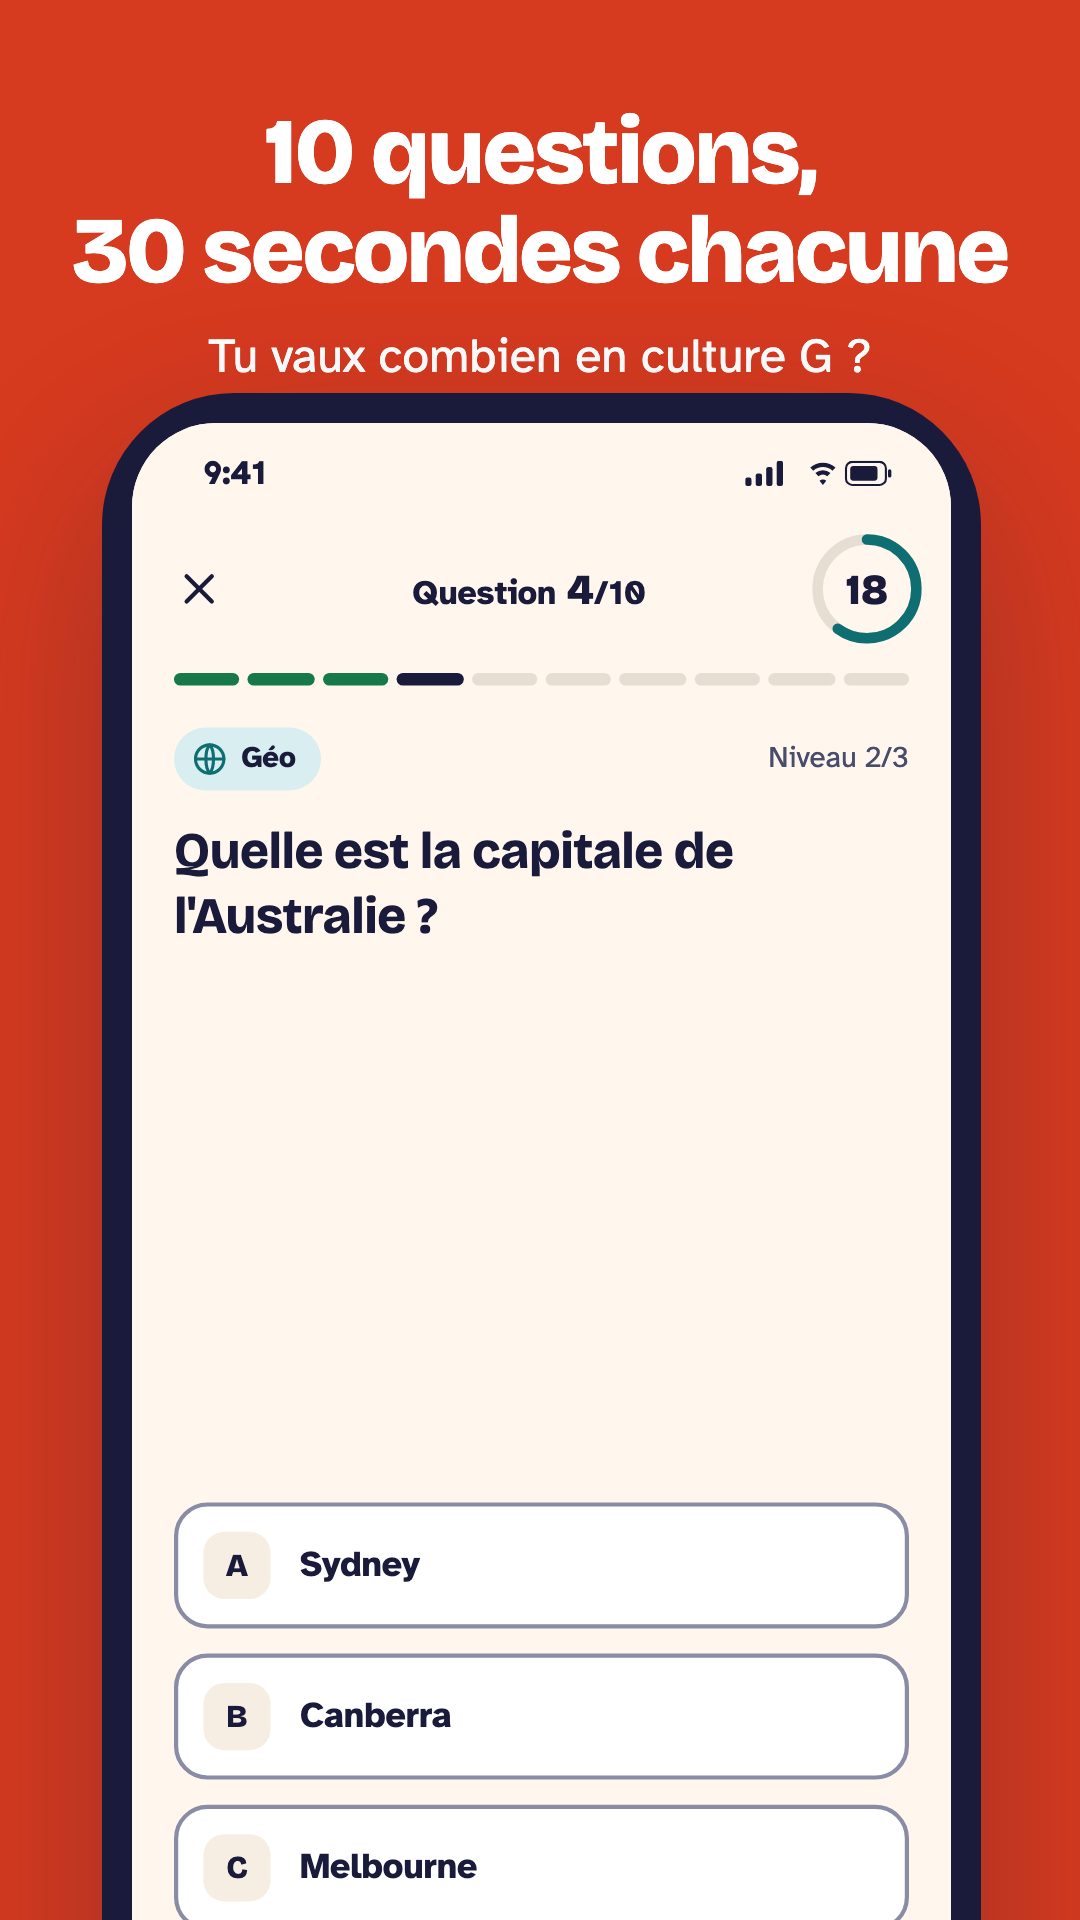 10 questions,
30 secondes chacune
Tu vaux combien en culture G ?
9:41
Question 4/10
18
Géo
Niveau 2/3
Quelle est la capitale de
l'Australie ?
A Sydney
B Canberra
C Melbourne